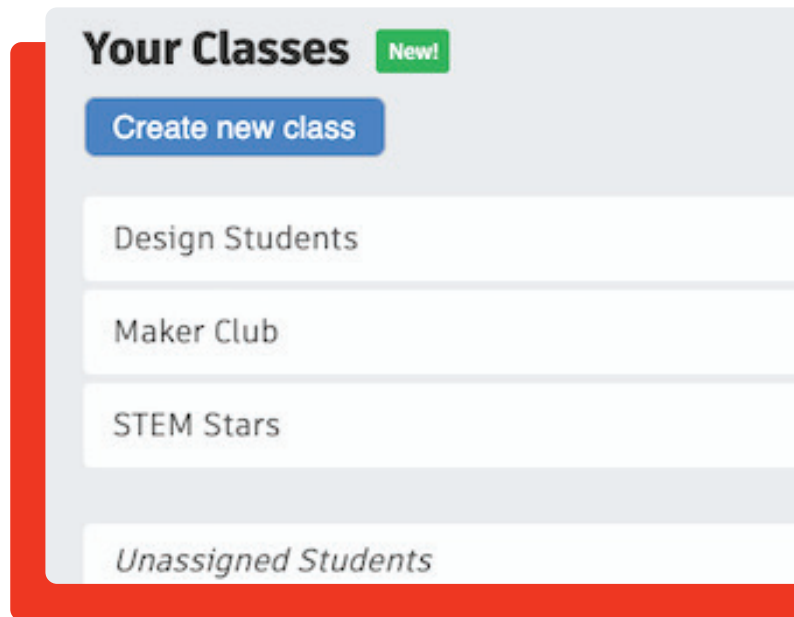 Your Classes New!
Create new class
Design Students
Maker Club
STEM Stars
Unassigned Students